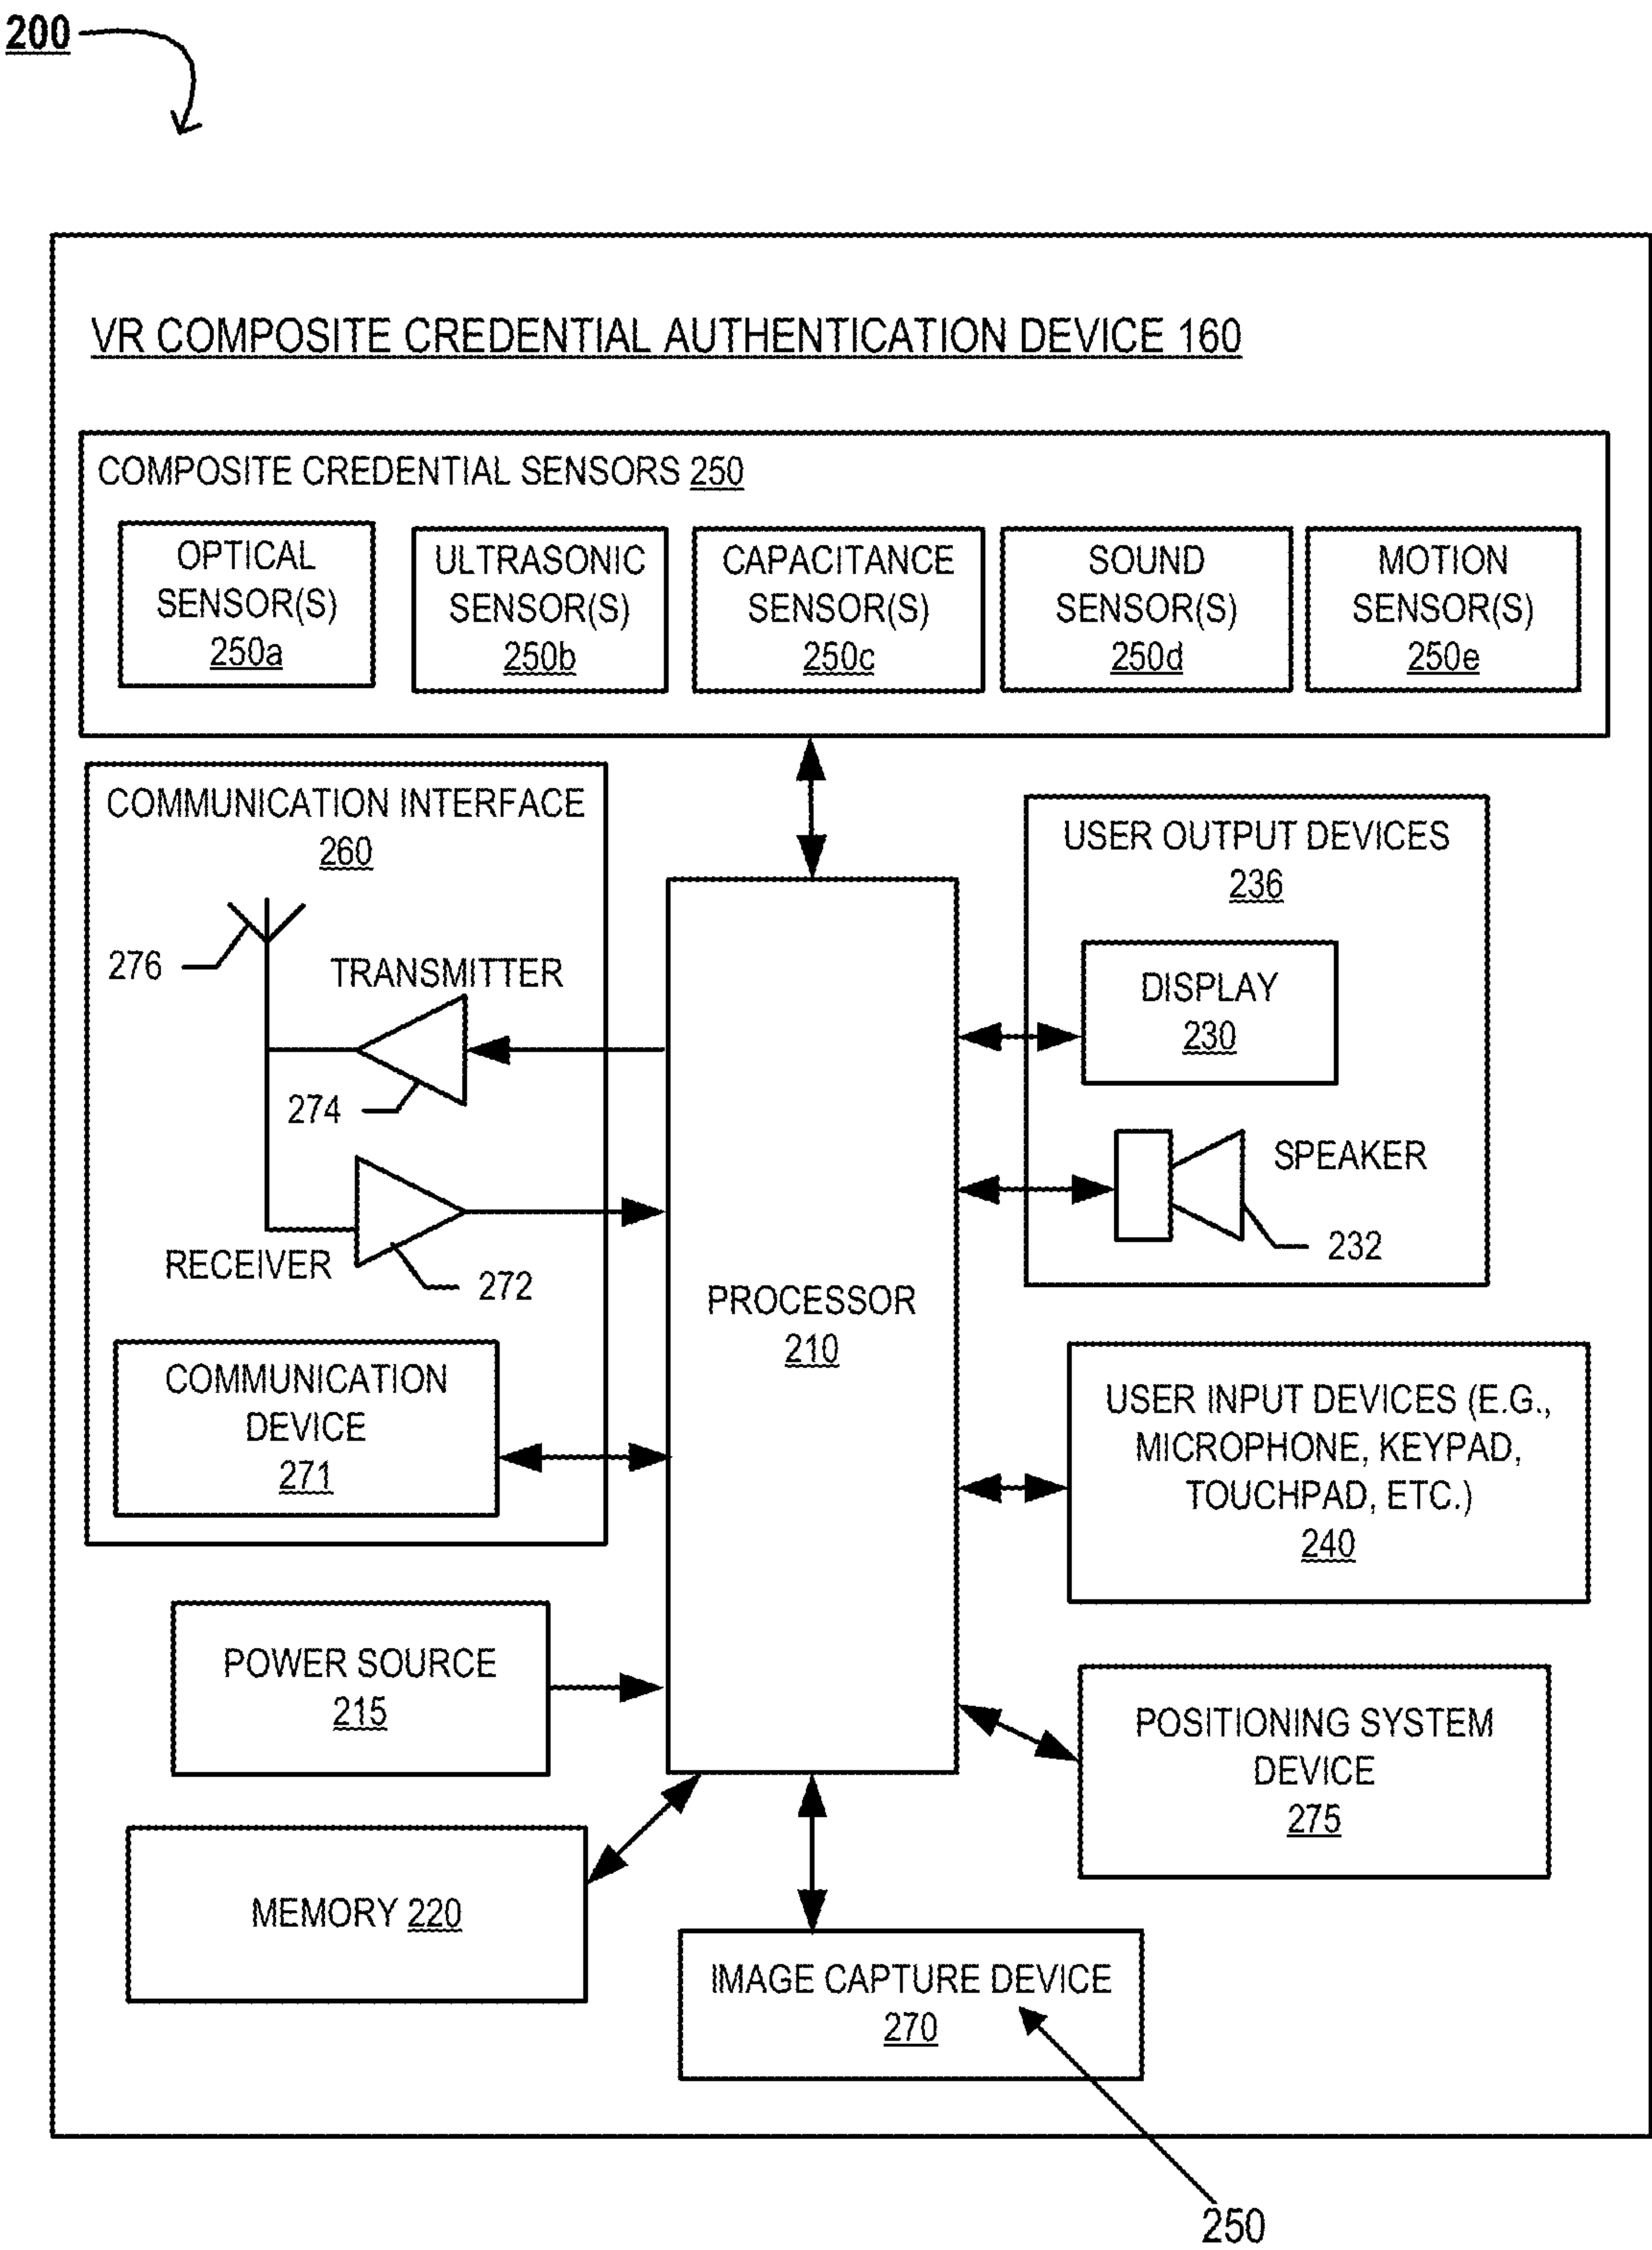 200
VR COMPOSITE CREDENTIAL AUTHENTICATION DEVICE 160
COMPOSITE CREDENTIAL SENSORS 250
OPTICAL
SENSOR(S)
250a
ULTRASONIC
SENSOR(S)
250b
CAPACITANCE
SENSOR(S)
250c
SOUND
SENSOR(S)
250d
MOTION
SENSOR(S)
250e
COMMUNICATION INTERFACE
260
276
TRANSMITTER
274
RECEIVER
272
COMMUNICATION
DEVICE
271
PROCESSOR
210
USER OUTPUT DEVICES
236
DISPLAY
230
SPEAKER
232
USER INPUT DEVICES (E.G.,
MICROPHONE, KEYPAD,
TOUCHPAD, ETC.)
240
POWER SOURCE
215
POSITIONING SYSTEM
DEVICE
275
MEMORY 220
IMAGE CAPTURE DEVICE
270
250